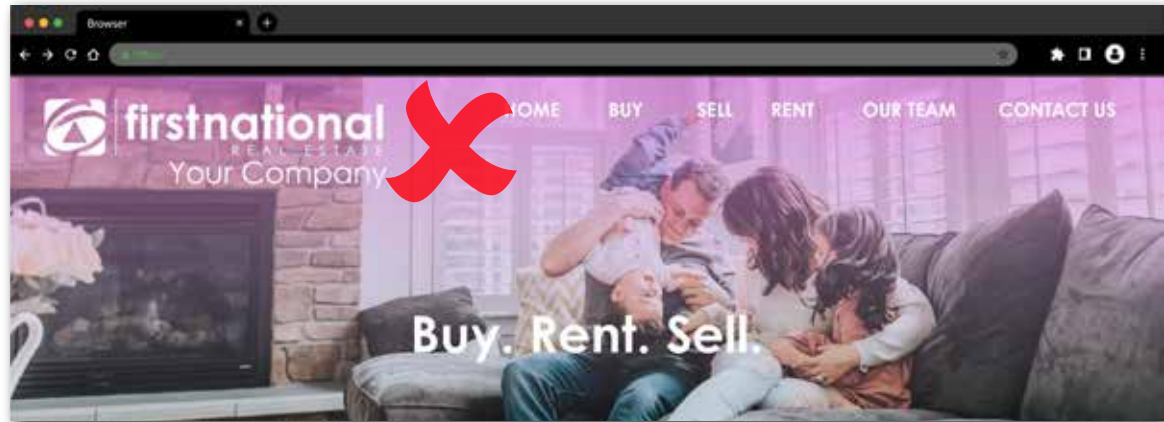 Browser
firstnational
REAL ESTATE
Your Company
HOME BUY SELL RENT OUR TEAM CONTACT US
Buy. Rent. Sell.